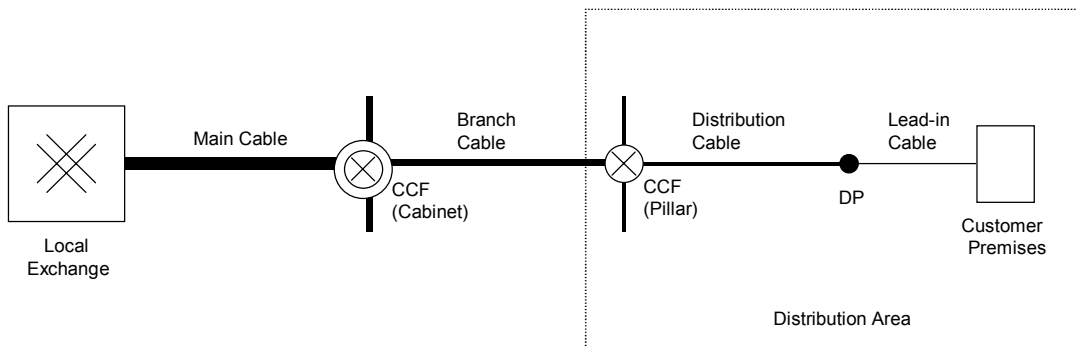 Main Cable
Branch
Cable
Distribution
Cable
Lead-in
Cable
CCF
(Cabinet)
CCF
(Pillar)
DP
Local
Exchange
Customer
Premises
Distribution Area